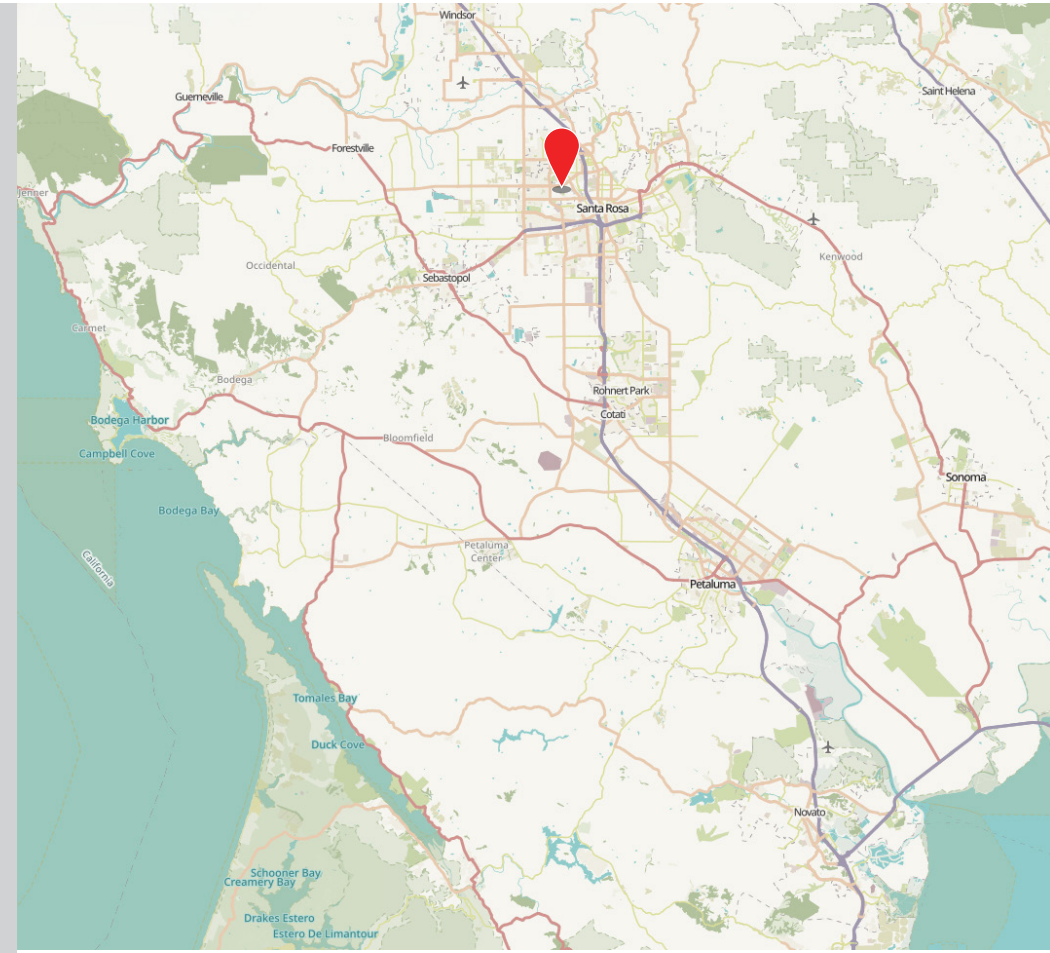 Windsor
Saint Helena
Guerneville
Forestville
Jenner
Santa Rosa
Kenwood
Occidental
Sebastopol
Carmet
Bodega
Rohnert Park
Cotati
Bodega Harbor
Bloomfield
Campbell Cove
Sonoma
Bodega Bay
Petaluma
Center
California
Petaluma
Tomales Bay
Duck Cove
Novato
Schooner Bay
Creamery Bay
Drakes Estero
Estero De Limantour